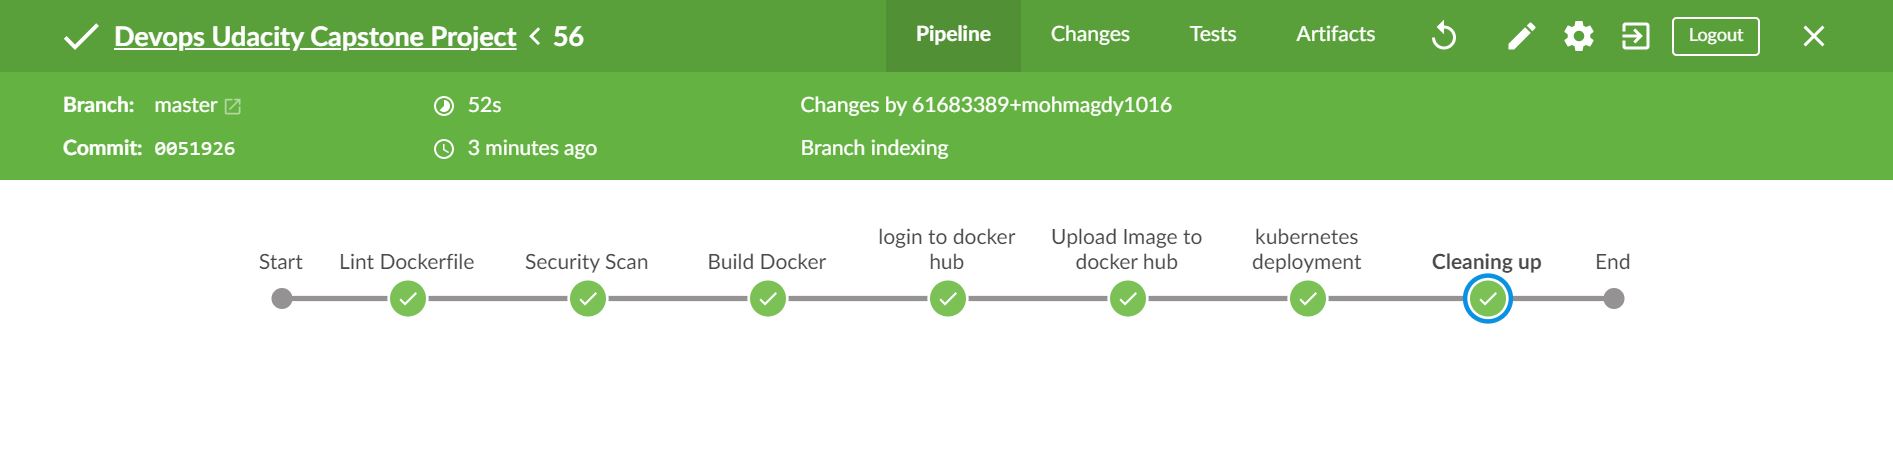 Devops Udacity Capstone Project < 56
Pipeline
Changes
Tests
Artifacts
Logout
Branch: master
52s
Changes by 61683389+mohmagdy1016
Commit: 0051926
3 minutes ago
Branch indexing
Start
Lint Dockerfile
Security Scan
Build Docker
login to docker
hub
Upload Image to
docker hub
kubernetes
deployment
Cleaning up
End